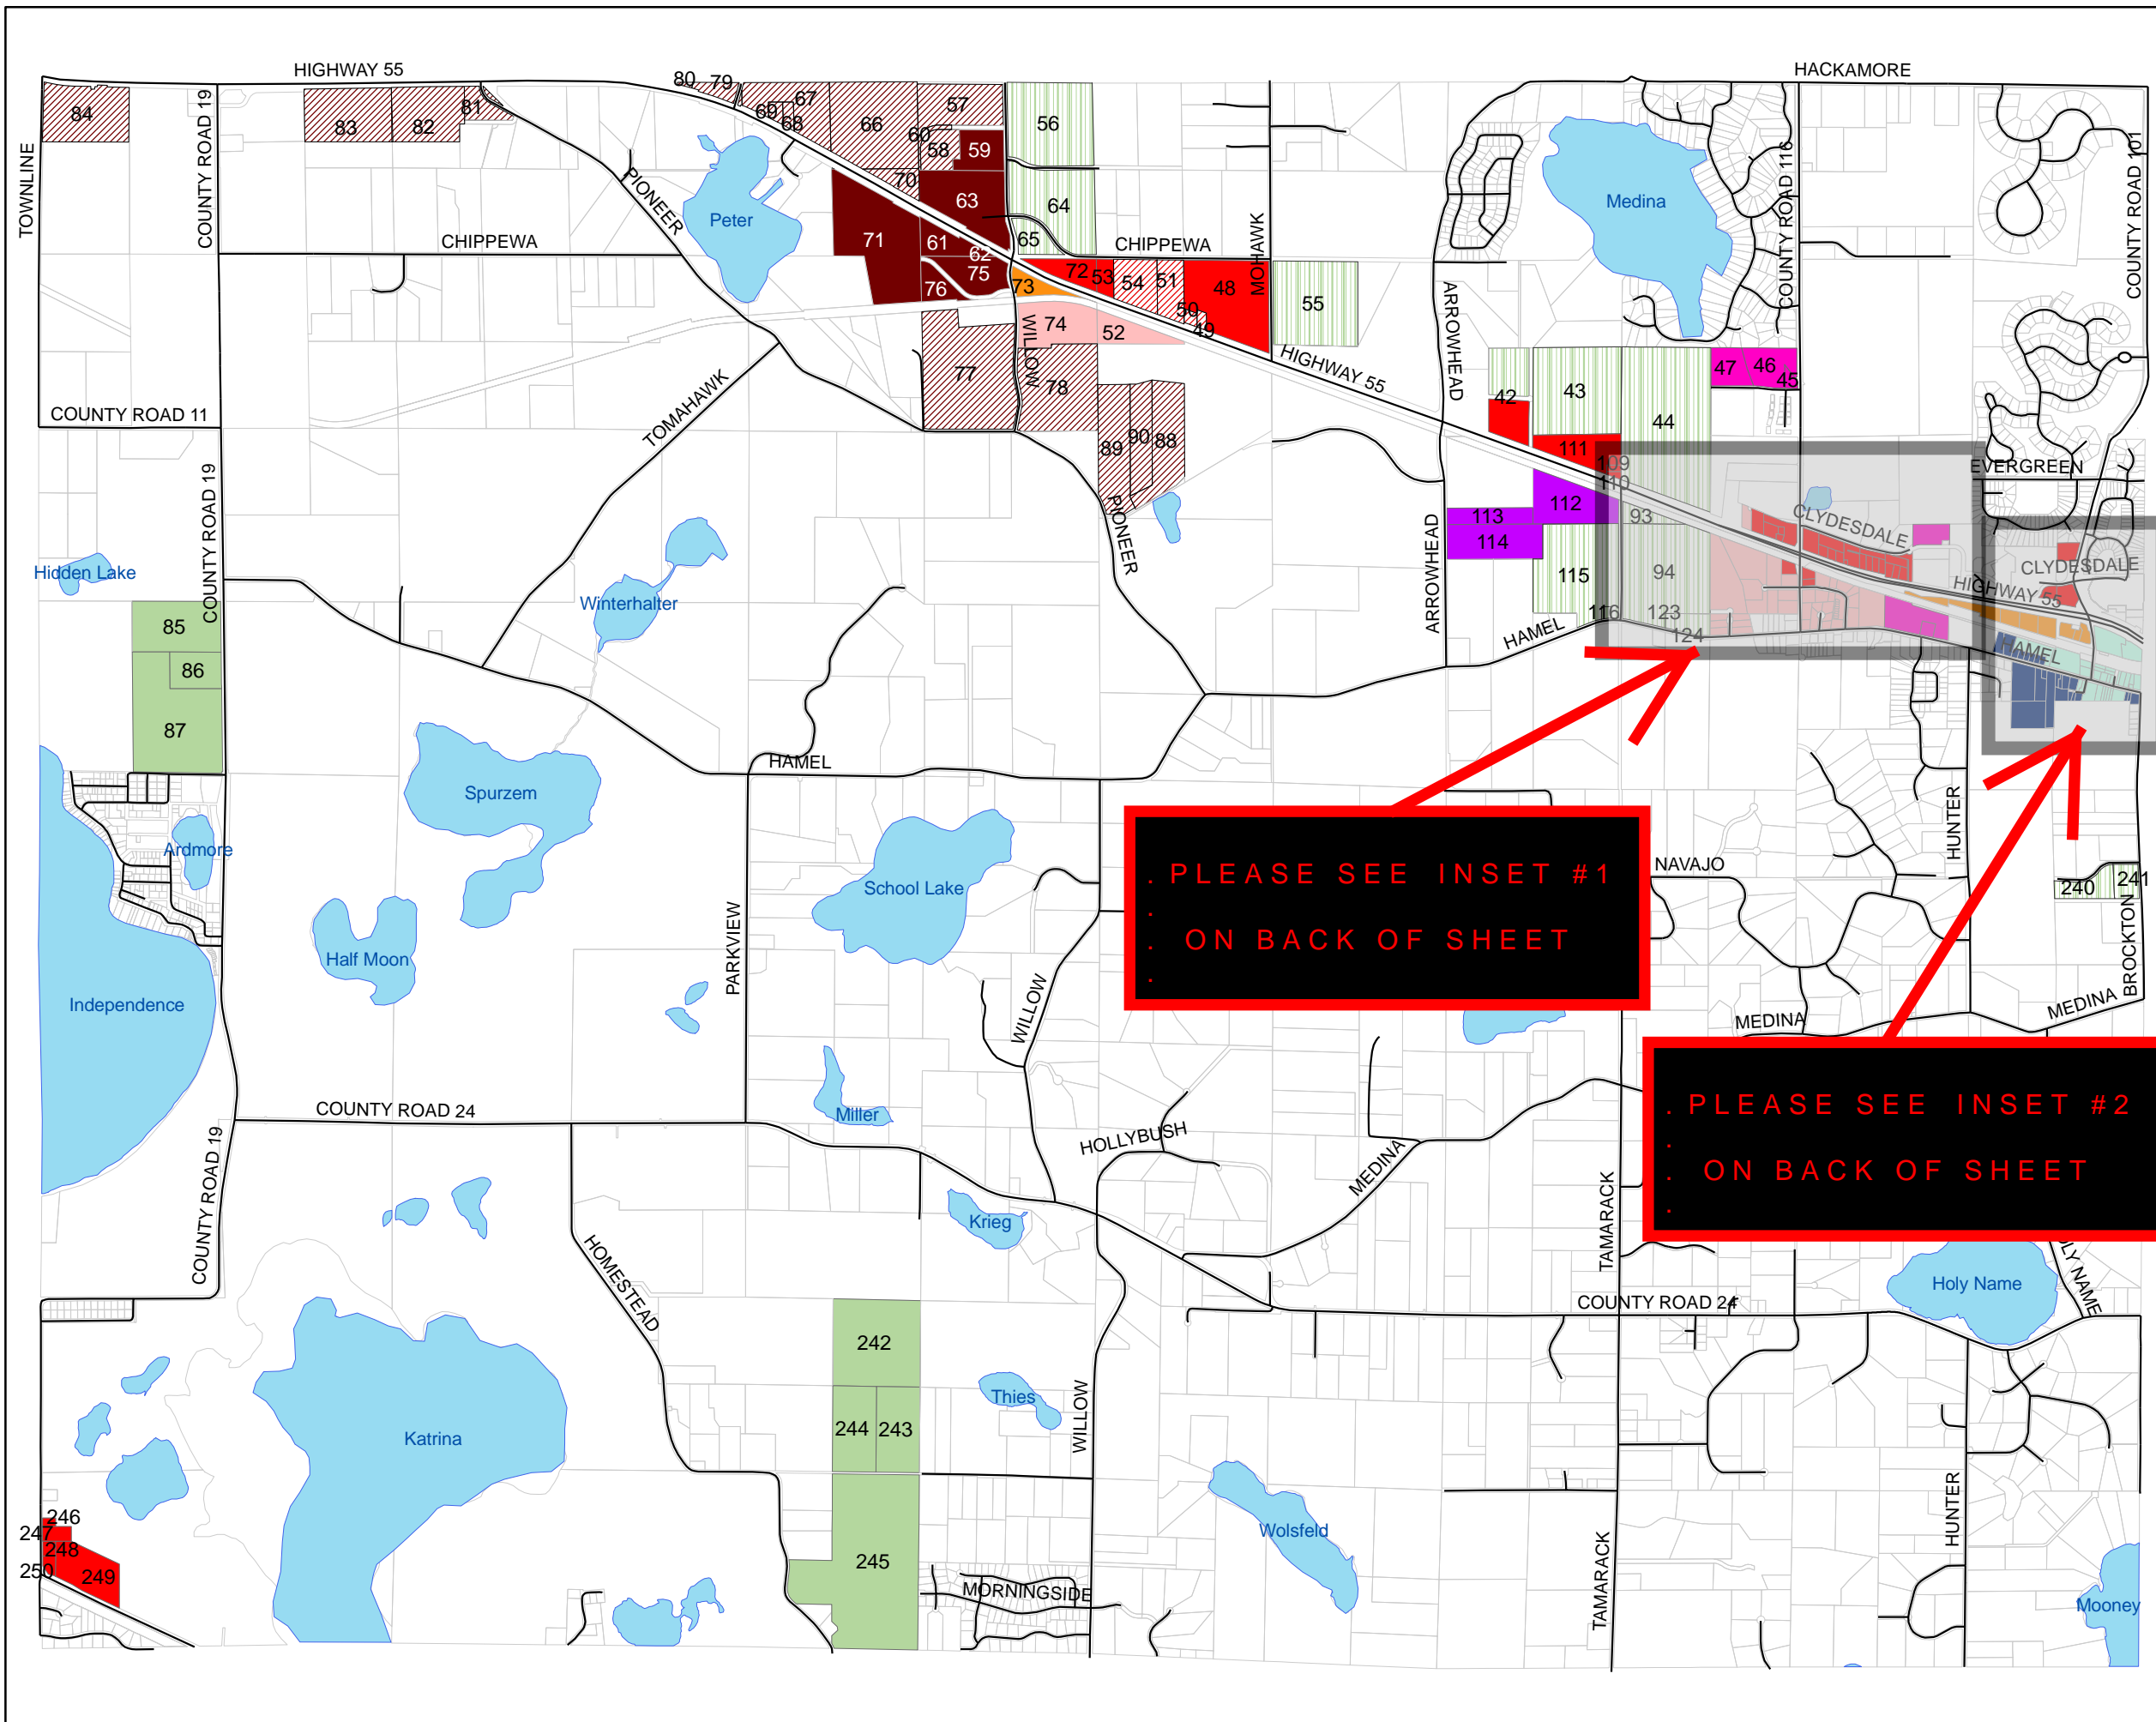 HIGHWAY 55
HACKAMORE
80 79
84
83
82
81
67
69
68
66
57
60
58
59
56
TOWNLINE
COUNTY ROAD 19
PIONEER
Peter
70
63
64
71
61
62
65
75
76
CHIPPEWA
CHIPPEWA
MOHAWK
72
53
54
51
48
73
50
49
55
74
52
WILLOW
77
78
HIGHWAY 55
ARROWHEAD
Medina
COUNTY ROAD 116
COUNTY ROAD 101
47
46
45
42
43
44
COUNTY ROAD 11
TOMAHAWK
89
90
88
111
109
110
EVERGREEN
COUNTY ROAD 19
PIONEER
ARROWHEAD
112
113
93
114
CLYDESDALE
CLYDESDALE
115
94
HIGHWAY 55
116
123
124
HAMEL
HAMEL
Hidden Lake
Winterhalter
85
86
87
HAMEL
Spurzem
Ardmore
School Lake
PARKVIEW
. PLEASE SEE INSET #1
.
. ON BACK OF SHEET
.
NAVAJO
HUNTER
240
241
BROCKTON
Half Moon
Independence
WILLOW
MEDINA
MEDINA
Miller
COUNTY ROAD 24
HOLLYBUSH
MEDINA
TAMARACK
. PLEASE SEE INSET #2
.
. ON BACK OF SHEET
.
COUNTY ROAD 19
Krieg
HOMESTEAD
OLY NAME
Holy Name
COUNTY ROAD 24
242
244
243
Thies
WILLOW
Katrina
246
247
248
250
249
245
Wolsfeld
TAMARACK
HUNTER
MORNINGSIDE
Mooney